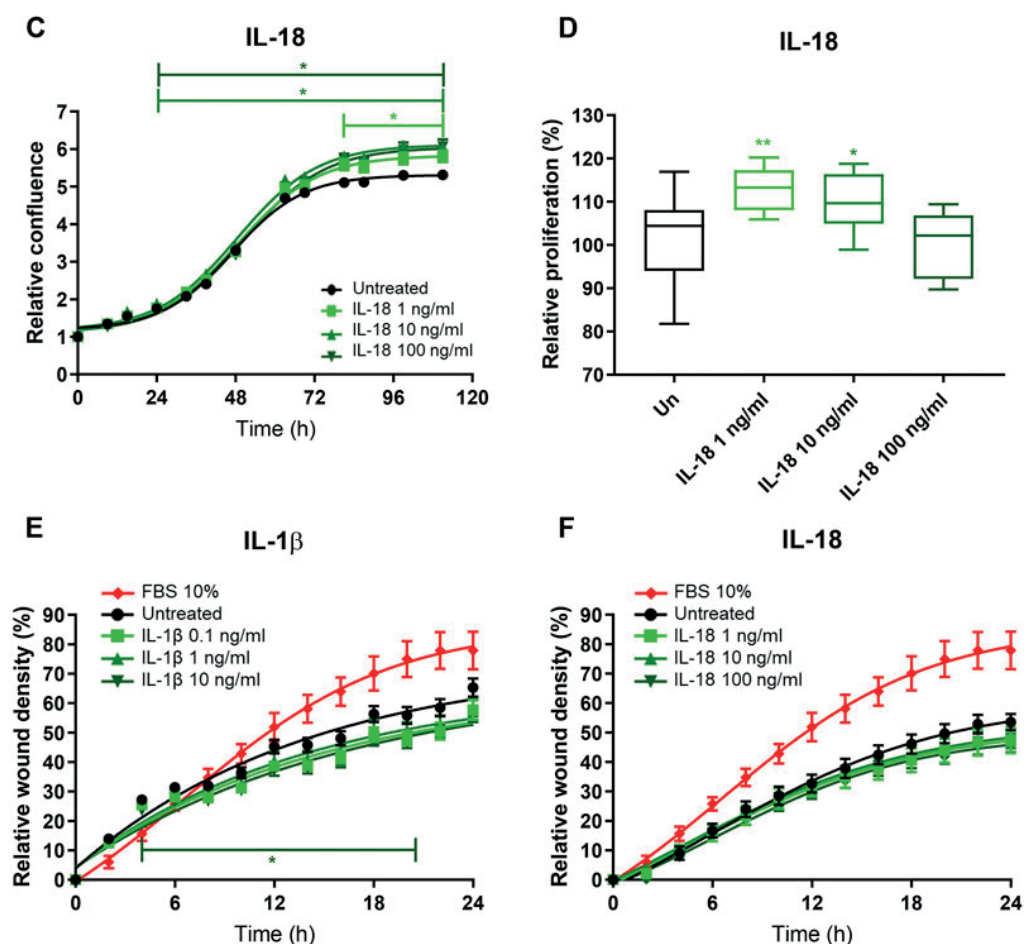 C
IL-18
*
*
*
Relative confluence
7
6
5
4
3
2
1
0
Untreated
IL-18 1 ng/ml
IL-18 10 ng/ml
IL-18 100 ng/ml
0 24 48 72 96 120
Time (h)
D
IL-18
Relative proliferation (%)
130
120
110
100
90
80
70
** *
Un
IL-18 1 ng/ml
IL-18 10 ng/ml
IL-18 100 ng/ml
E
IL-1β
FBS 10%
Untreated
IL-1β 0.1 ng/ml
IL-1β 1 ng/ml
IL-1β 10 ng/ml
Relative wound density (%)
90
80
70
60
50
40
30
20
10
0
*
0 6 12 18 24
Time (h)
F
IL-18
FBS 10%
Untreated
IL-18 1 ng/ml
IL-18 10 ng/ml
IL-18 100 ng/ml
Relative wound density (%)
90
80
70
60
50
40
30
20
10
0
0 6 12 18 24
Time (h)